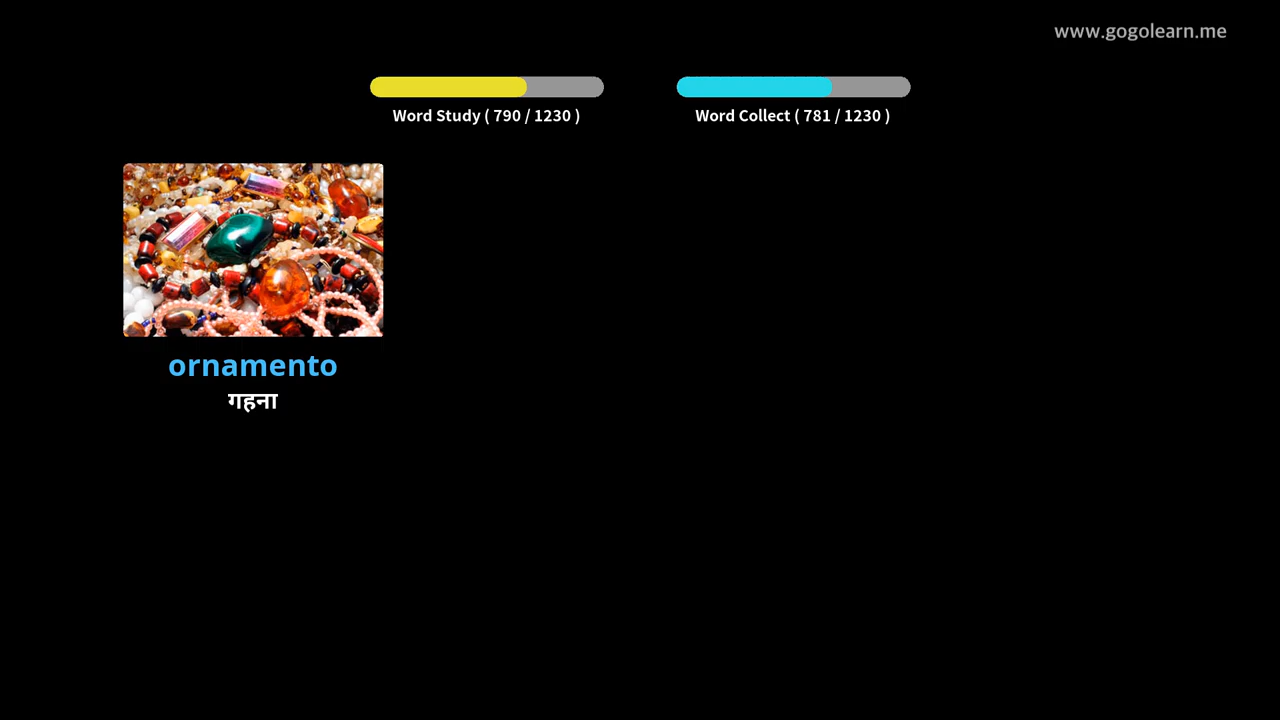 www.gogolearn.me
Word Study ( 790 / 1230 )
Word Collect ( 781 / 1230 )
ornamento
गहना